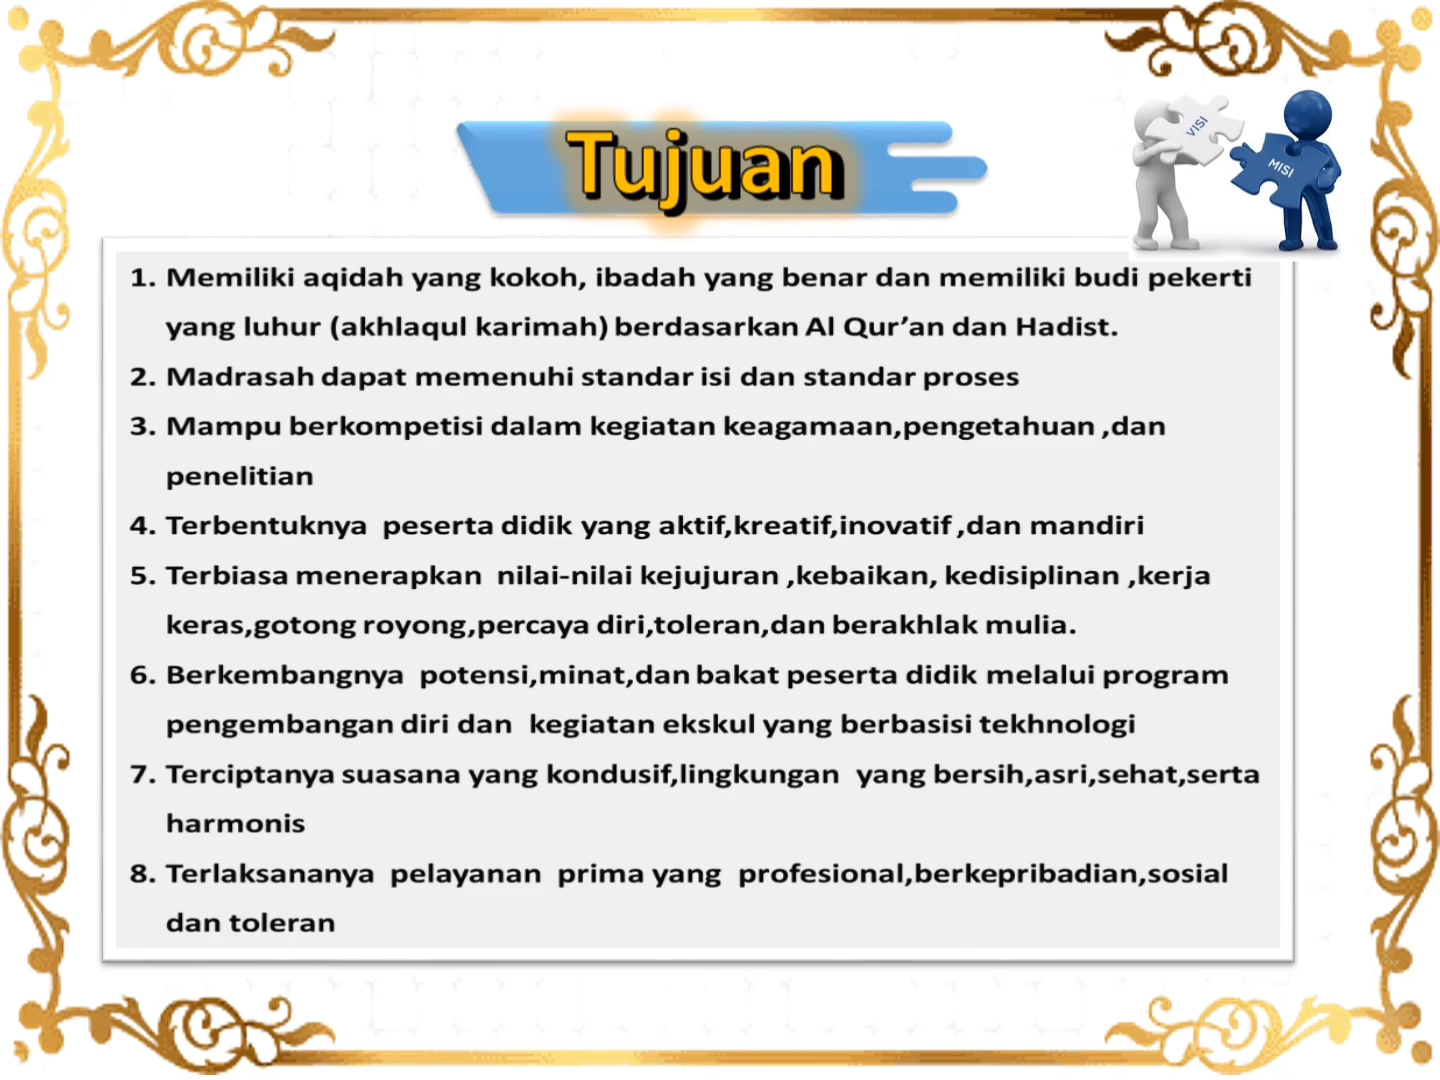 Tujuan
VISI
MISI
1. Memiliki aqidah yang kokoh, ibadah yang benar dan memiliki budi pekerti
yang luhur (akhlaqul karimah) berdasarkan Al Qur’an dan Hadist.
2. Madrasah dapat memenuhi standar isi dan standar proses
3. Mampu berkompetisi dalam kegiatan keagamaan,pengetahuan ,dan
penelitian
4. Terbentuknya  peserta didik yang aktif,kreatif,inovatif ,dan mandiri
5. Terbiasa menerapkan  nilai-nilai kejujuran ,kebaikan, kedisiplinan ,kerja
keras,gotong royong,percaya diri,toleran,dan berakhlak mulia.
6. Berkembangnya  potensi,minat,dan bakat peserta didik melalui program
pengembangan diri dan  kegiatan ekskul yang berbasisi tekhnologi
7. Terciptanya suasana yang kondusif,lingkungan  yang bersih,asri,sehat,serta
harmonis
8. Terlaksananya  pelayanan  prima yang  profesional,berkepribadian,sosial
dan toleran